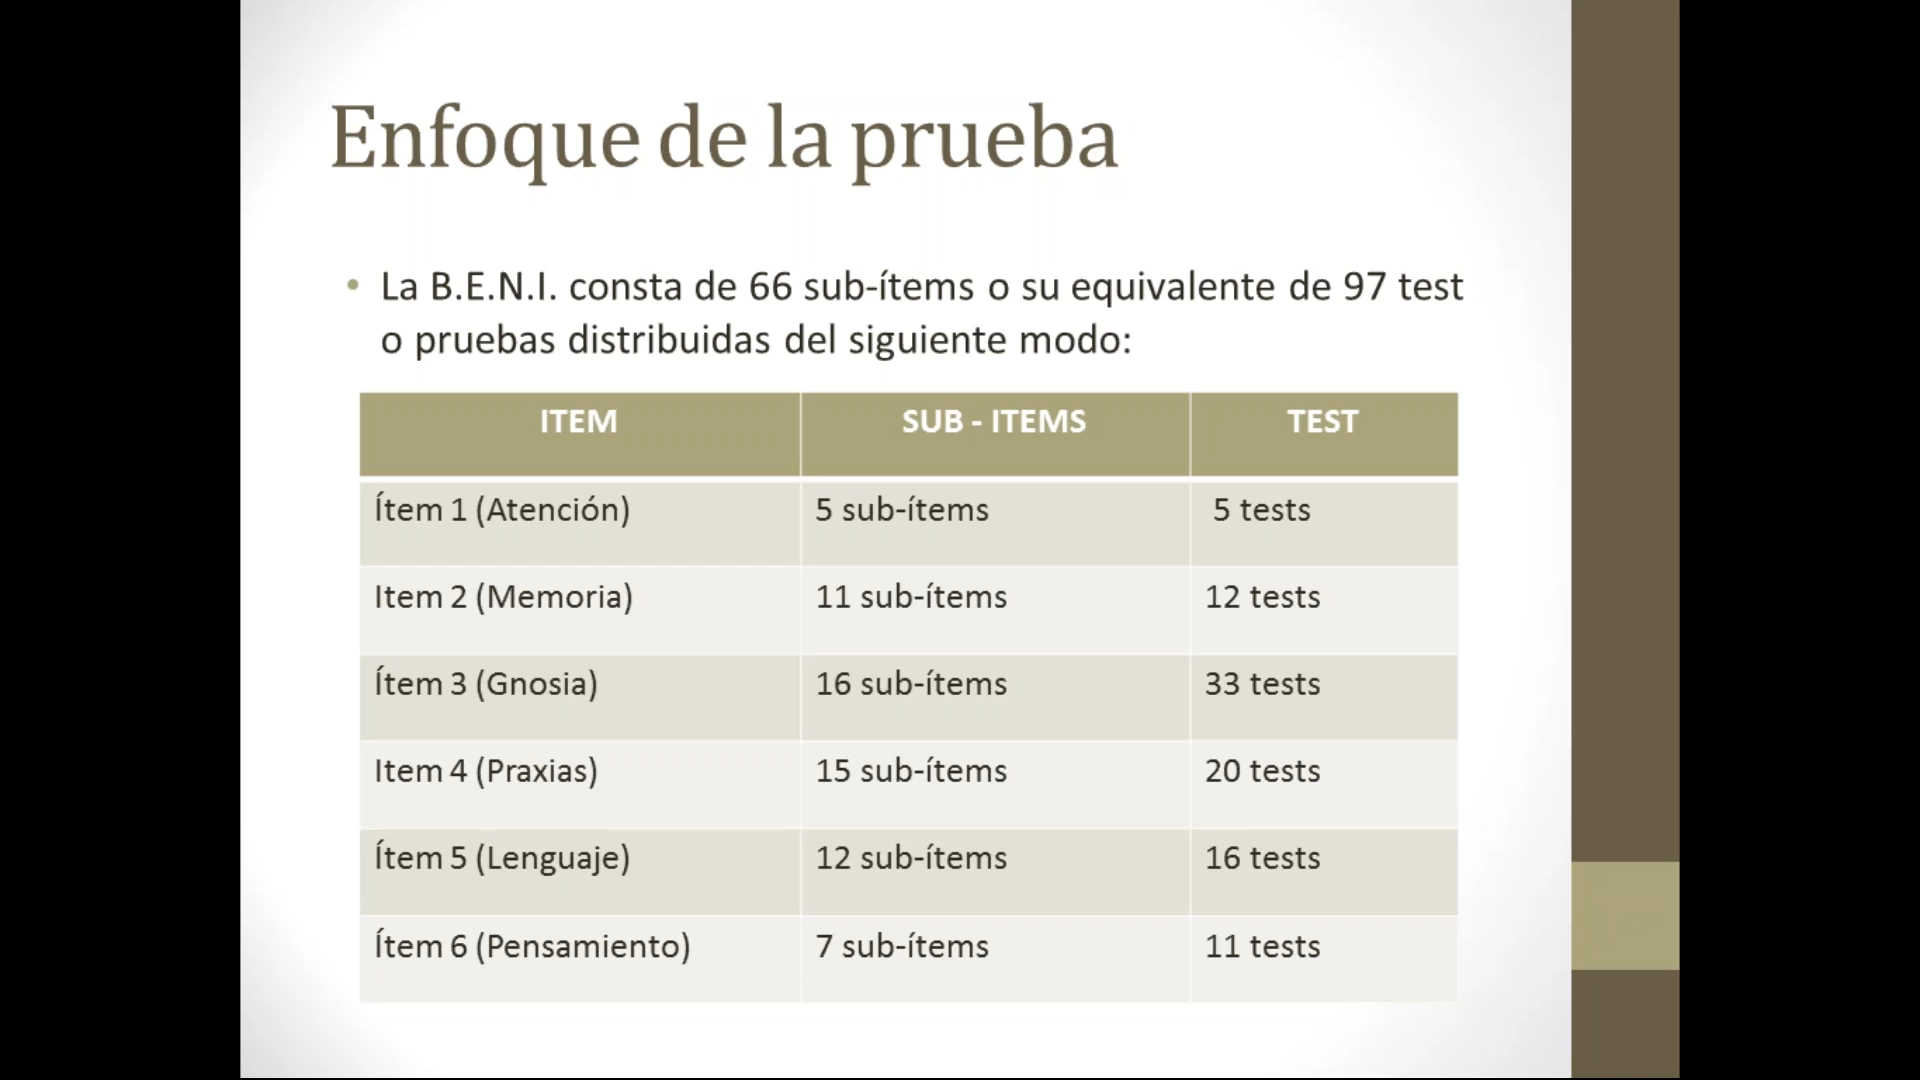 Enfoque de la prueba
• La B.E.N.I. consta de 66 sub-ítems o su equivalente de 97 test
o pruebas distribuidas del siguiente modo:
ITEM SUB - ITEMS TEST
Ítem 1 (Atención) 5 sub-ítems 5 tests
Item 2 (Memoria) 11 sub-ítems 12 tests
Ítem 3 (Gnosia) 16 sub-ítems 33 tests
Item 4 (Praxias) 15 sub-ítems 20 tests
Ítem 5 (Lenguaje) 12 sub-ítems 16 tests
Ítem 6 (Pensamiento) 7 sub-ítems 11 tests